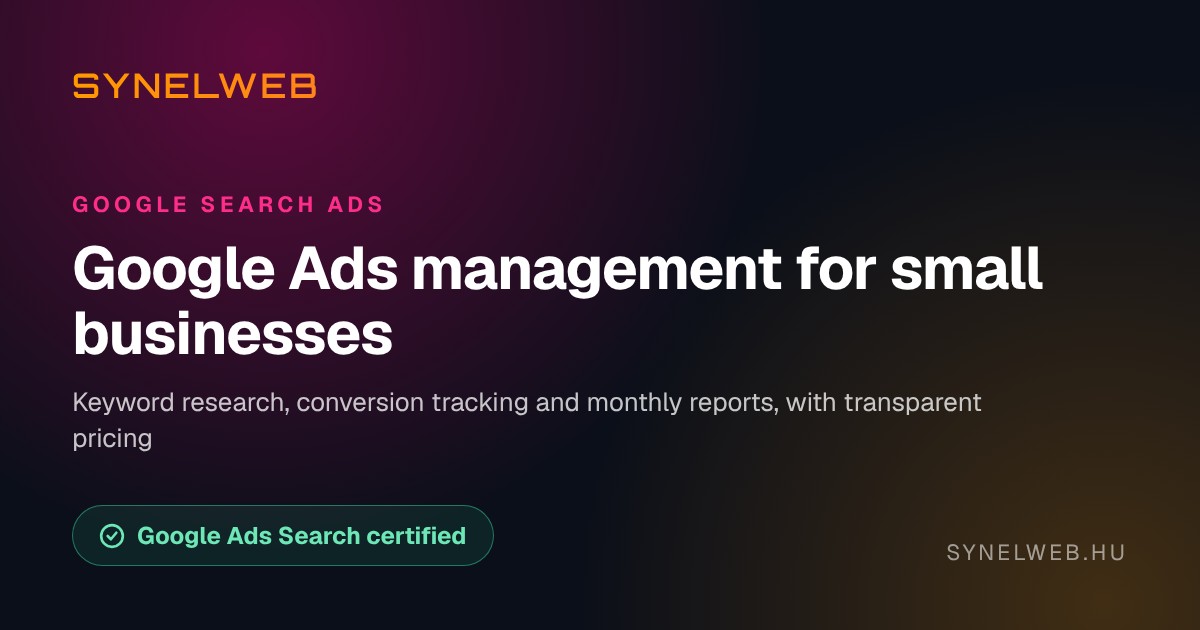 SYNELWEB
GOOGLE SEARCH ADS
Google Ads management for small
businesses
Keyword research, conversion tracking and monthly reports, with transparent
pricing
Google Ads Search certified
SYNELWEB.HU